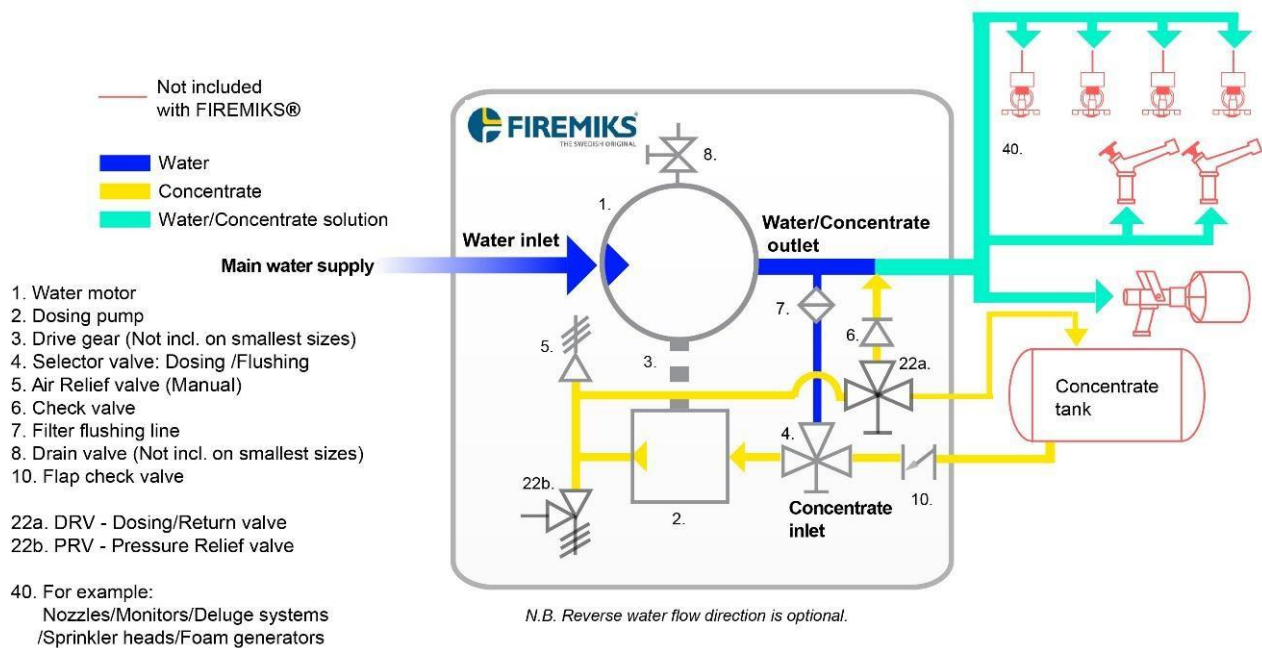 Not included
with FIREMIKS®
Water
Concentrate
Water/Concentrate solution
Main water supply
1. Water motor
2. Dosing pump
3. Drive gear (Not incl. on smallest sizes)
4. Selector valve: Dosing /Flushing
5. Air Relief valve (Manual)
6. Check valve
7. Filter flushing line
8. Drain valve (Not incl. on smallest sizes)
10. Flap check valve
22a. DRV - Dosing/Return valve
22b. PRV - Pressure Relief valve
40. For example:
Nozzles/Monitors/Deluge systems
/Sprinkler heads/Foam generators
FIREMIKS
THE SWEDISH ORIGINAL
8.
1.
Water inlet
Water/Concentrate
outlet
7.
6.
5.
3.
22a.
4.
22b.
2.
Concentrate
inlet
10.
40.
Concentrate
tank
N.B. Reverse water flow direction is optional.